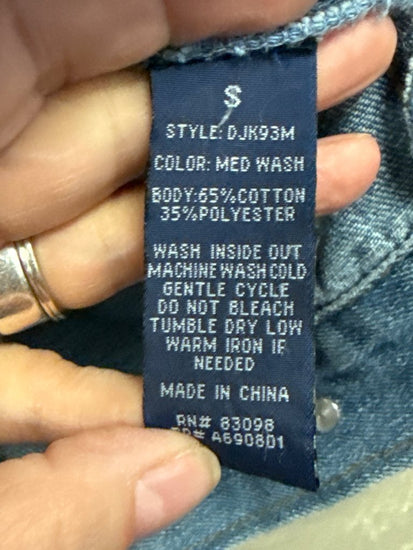 S
STYLE: DJK93M
COLOR: MED WASH
BODY: 65% COTTON
35% POLYESTER
WASH INSIDE OUT
MACHINE WASH COLD
GENTLE CYCLE
DO NOT BLEACH
TUMBLE DRY LOW
WARM IRON IF
NEEDED
MADE IN CHINA
RN# 83098
A690801